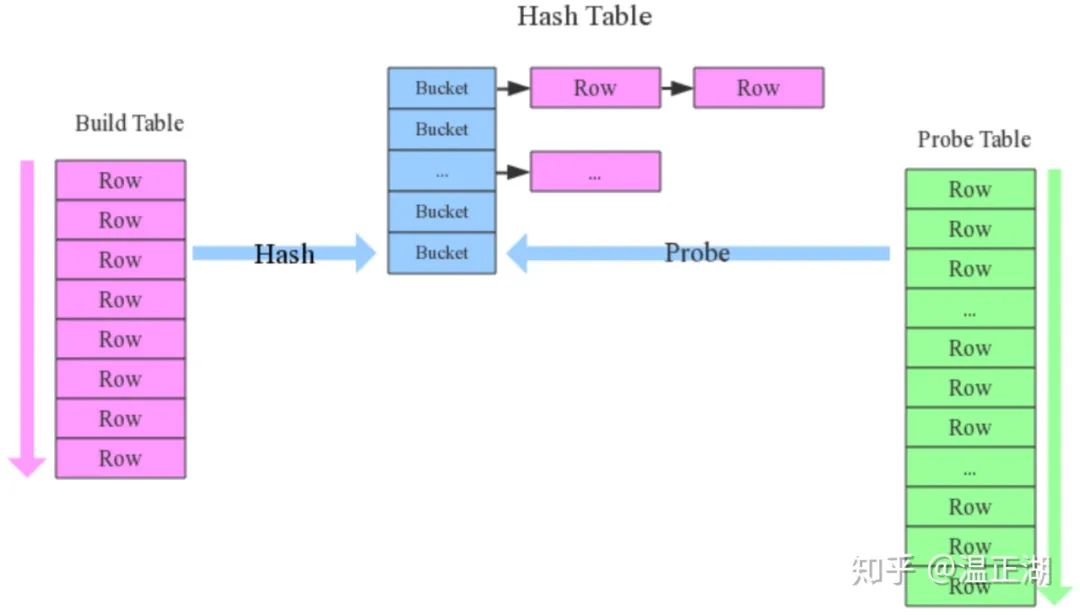 Hash Table
Build Table
Row
Row
Row
Row
Row
Row
Row
Row
Hash
Bucket
Bucket
...
Bucket
Bucket
Row
Row
...
Probe
Probe Table
Row
Row
Row
...
Row
Row
Row
...
Row
Row
Row
知乎 @温正湖